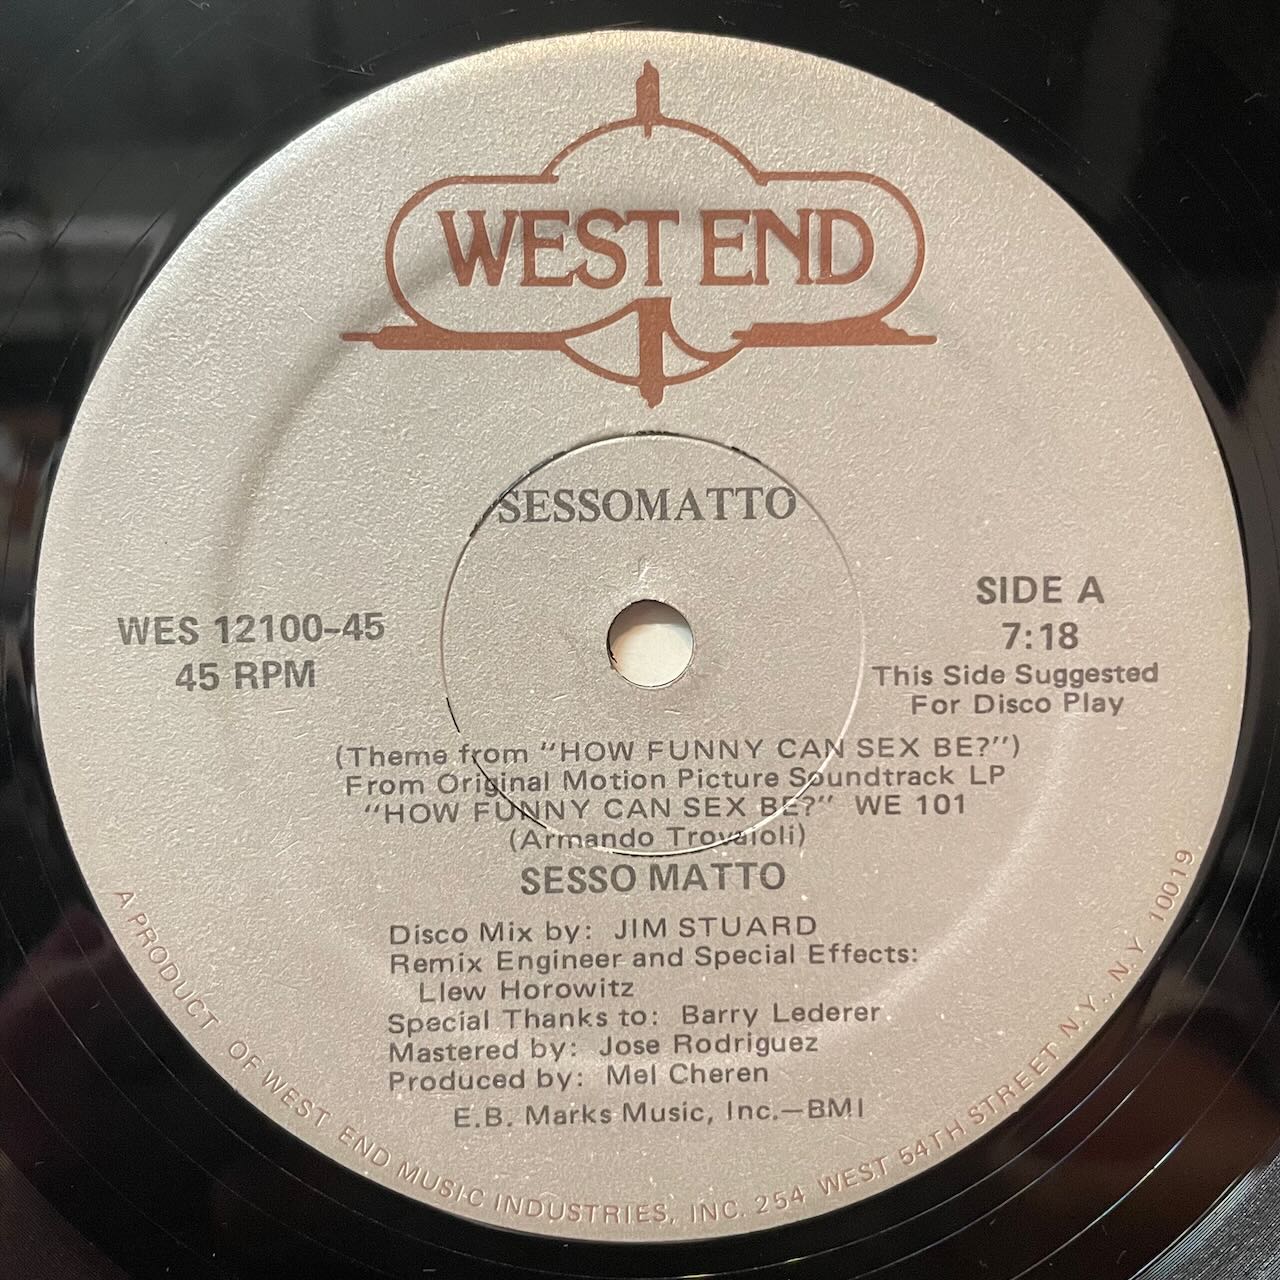 WEST END
SESSOMATTO
WES 12100-45
45 RPM
SIDE A
7:18
This Side Suggested
For Disco Play
(Theme from "HOW FUNNY CAN SEX BE?")
From Original Motion Picture Soundtrack LP
"HOW FUNNY CAN SEX BE?" WE 101
(Armando Trovaioli)
SESSO MATTO
Disco Mix by: JIM STUARD
Remix Engineer and Special Effects:
Llew Horowitz
Special Thanks to: Barry Lederer
Mastered by: Jose Rodriguez
Produced by: Mel Cheren
E.B. Marks Music, Inc.—BMI
A PRODUCT OF WEST END MUSIC INDUSTRIES, INC. 254 WEST 54TH STREET N.Y., N.Y. 10019